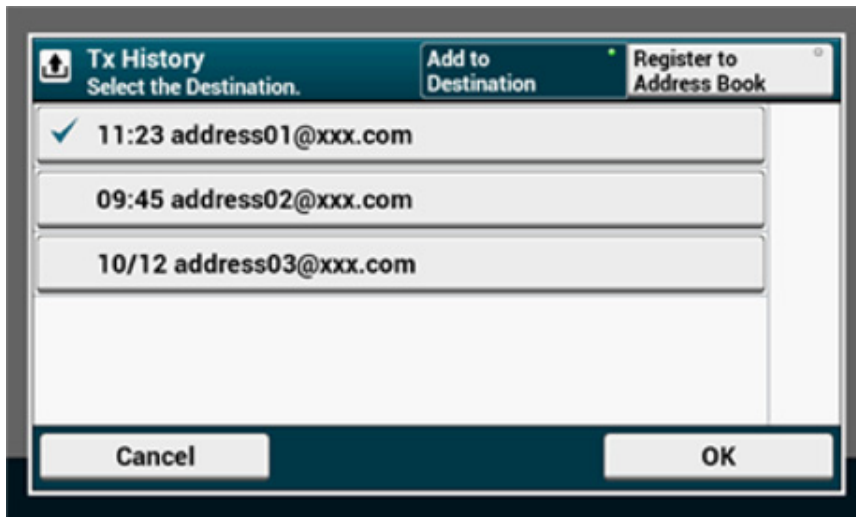 Tx History
Select the Destination.
Add to
Destination
Register to
Address Book
11:23 address01@xxx.com
09:45 address02@xxx.com
10/12 address03@xxx.com
Cancel
OK